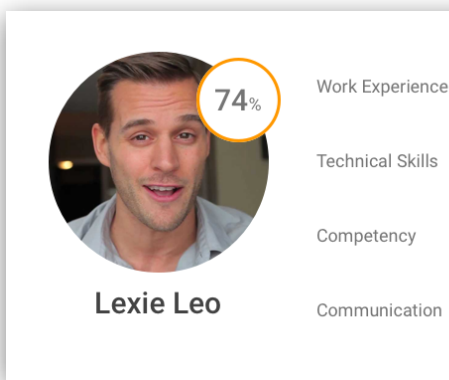 74%
Lexie Leo
Work Experience
Technical Skills
Competency
Communication